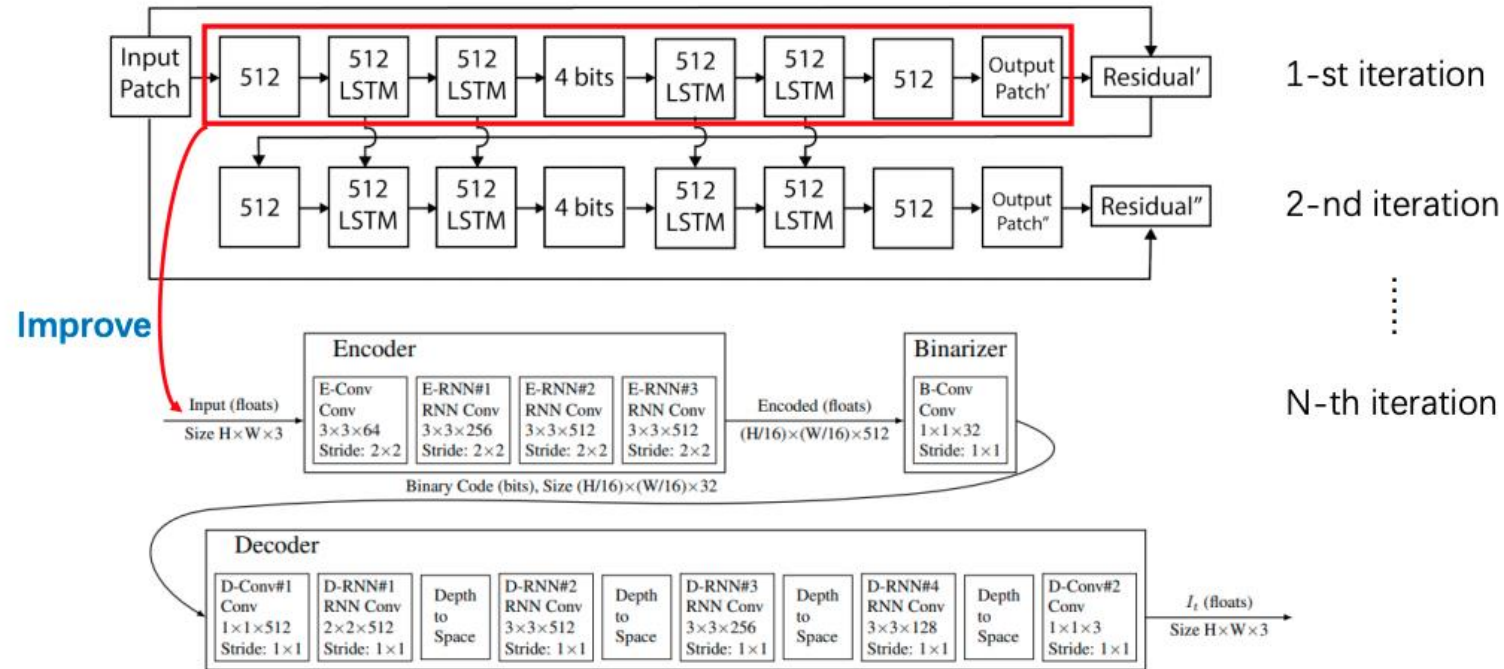 Input
Patch
512
512
LSTM
512
LSTM
4 bits
512
LSTM
512
LSTM
512
Output
Patch'
Residual'
1-st iteration
512
512
LSTM
512
LSTM
4 bits
512
LSTM
512
LSTM
512
Output
Patch"
Residual"
2-nd iteration
Improve
N-th iteration
Input (floats)
Size H×W×3
Encoder
E-Conv
Conv
3×3×64
Stride: 2×2
E-RNN#1
RNN Conv
3×3×256
Stride: 2×2
E-RNN#2
RNN Conv
3×3×512
Stride: 2×2
E-RNN#3
RNN Conv
3×3×512
Stride: 2×2
Encoded (floats)
(H/16)×(W/16)×512
Binarizer
B-Conv
Conv
1×1×32
Stride: 1×1
Binary Code (bits), Size (H/16)×(W/16)×32
Decoder
D-Conv#1
Conv
1×1×512
Stride: 1×1
D-RNN#1
RNN Conv
2×2×512
Stride: 1×1
Depth
to
Space
D-RNN#2
RNN Conv
3×3×512
Stride: 1×1
Depth
to
Space
D-RNN#3
RNN Conv
3×3×256
Stride: 1×1
Depth
to
Space
D-RNN#4
RNN Conv
3×3×128
Stride: 1×1
Depth
to
Space
D-Conv#2
Conv
1×1×3
Stride: 1×1
I_t (floats)
Size H×W×3